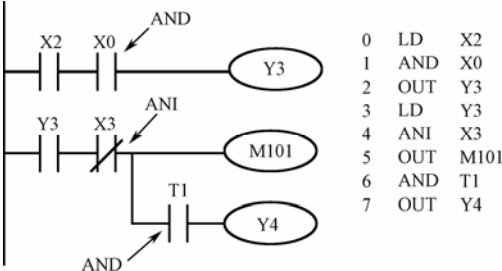 AND
X2 X0
Y3
ANI
Y3 X3
M101
T1
Y4
AND
0 LD X2
1 AND X0
2 OUT Y3
3 LD Y3
4 ANI X3
5 OUT M101
6 AND T1
7 OUT Y4